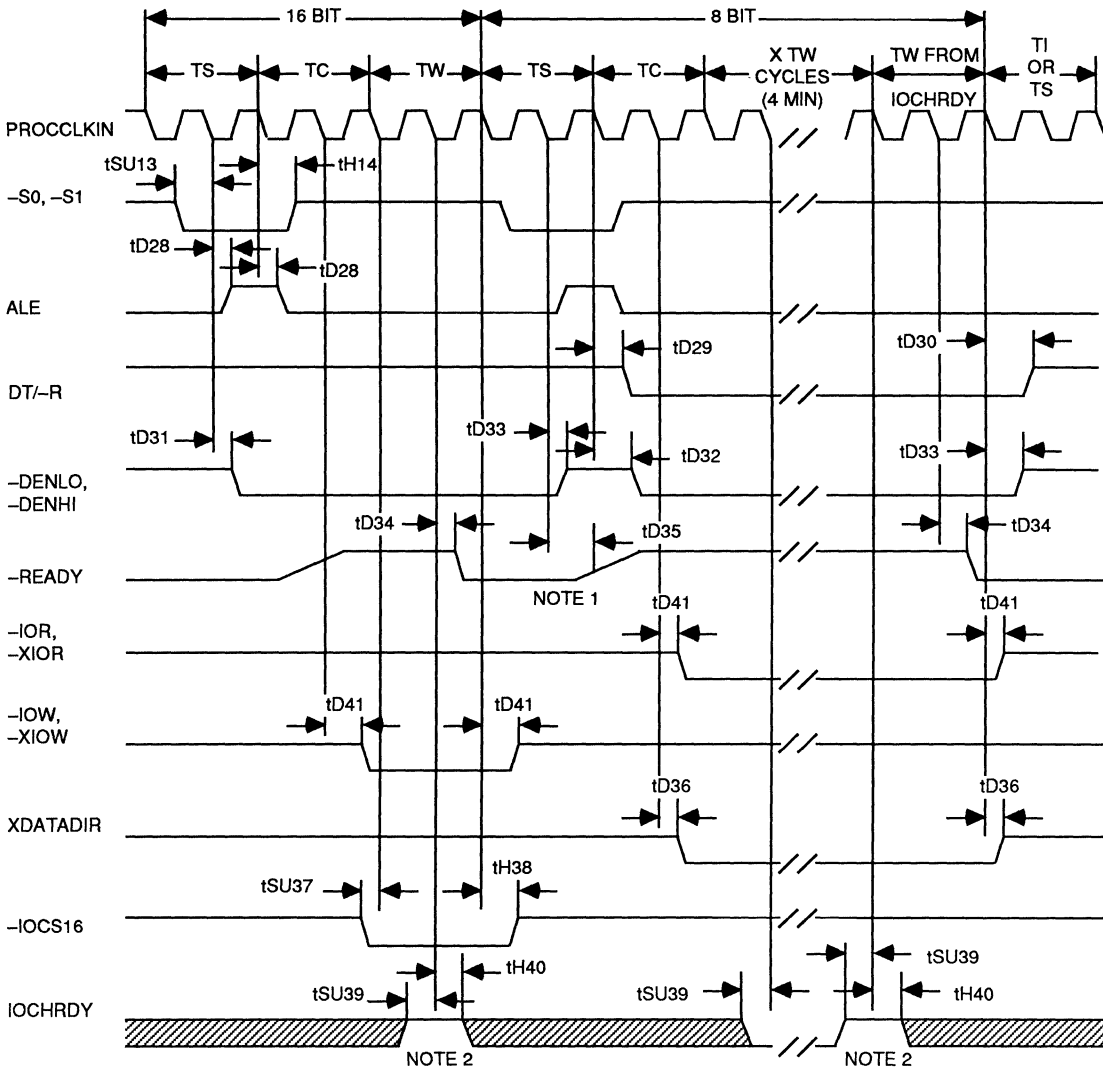 16 BIT
8 BIT
TS
TC
TW
TS
TC
X TW
CYCLES
(4 MIN)
TW FROM
IOCHRDY
TI
OR
TS
PROCCLKIN
tSU13
tH14
–S0, –S1
tD28
tD28
ALE
tD29
tD30
DT/–R
tD31
tD33
tD32
tD33
–DENLO,
–DENHI
tD34
tD35
tD34
–READY
NOTE 1
tD41
tD41
–IOR,
–XIOR
tD41
tD41
–IOW,
–XIOW
tD36
tD36
XDATADIR
tSU37
tH38
–IOCS16
tH40
tSU39
tSU39
tSU39
tH40
IOCHRDY
NOTE 2
NOTE 2